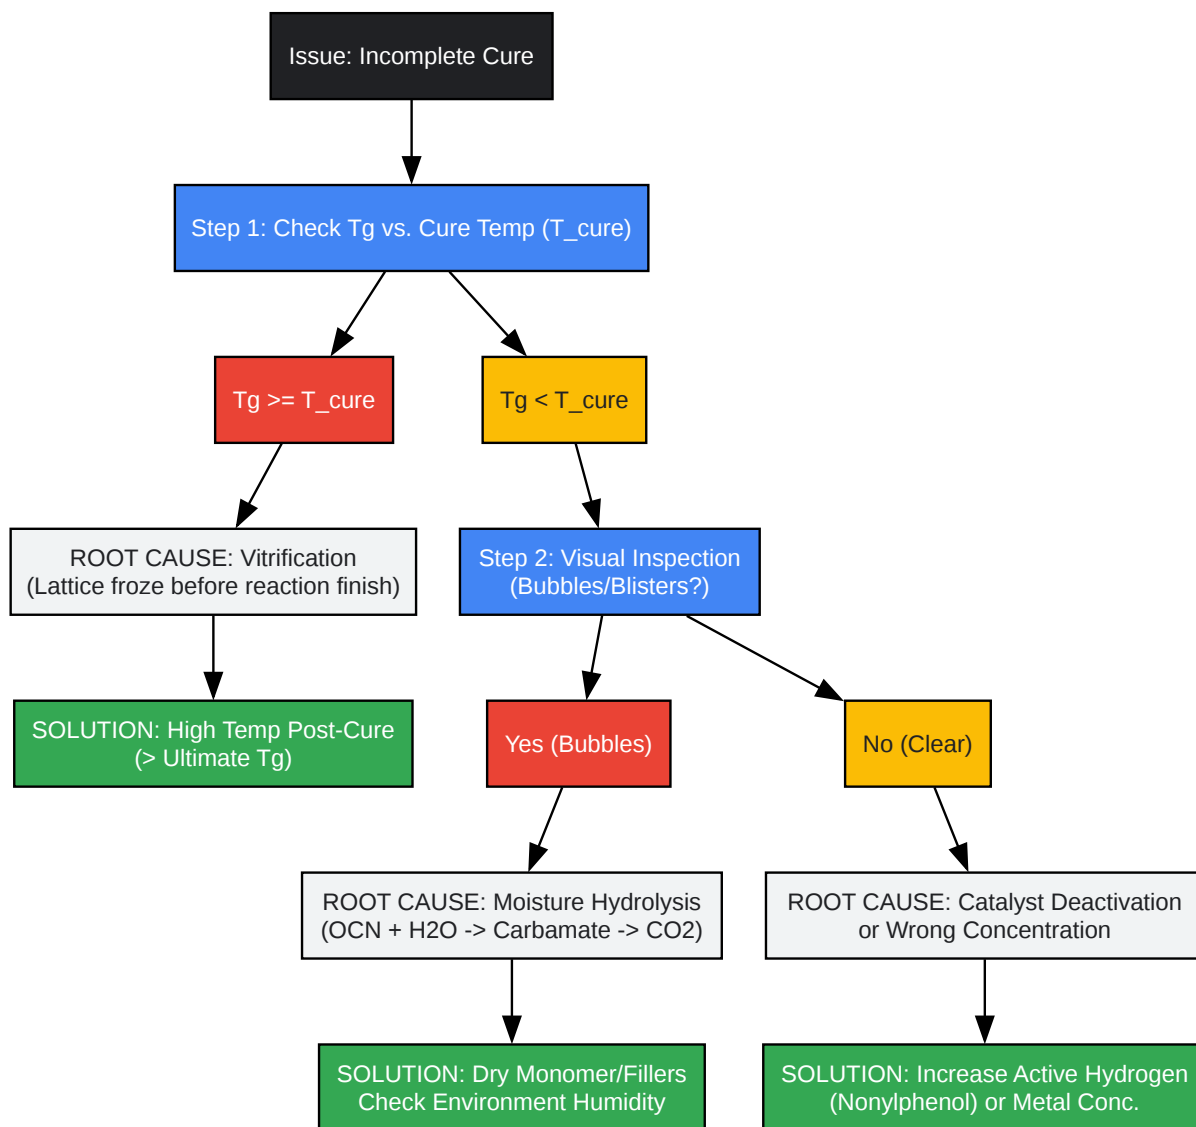 Issue: Incomplete Cure
Step 1: Check Tg vs. Cure Temp (T_cure)
Tg >= T_cure
Tg < T_cure
ROOT CAUSE: Vitrification
(Lattice froze before reaction finish)
Step 2: Visual Inspection
(Bubbles/Blisters?)
SOLUTION: High Temp Post-Cure
(> Ultimate Tg)
Yes (Bubbles)
No (Clear)
ROOT CAUSE: Moisture Hydrolysis
(OCN + H2O -> Carbamate -> CO2)
ROOT CAUSE: Catalyst Deactivation
or Wrong Concentration
SOLUTION: Dry Monomer/Fillers
Check Environment Humidity
SOLUTION: Increase Active Hydrogen
(Nonylphenol) or Metal Conc.